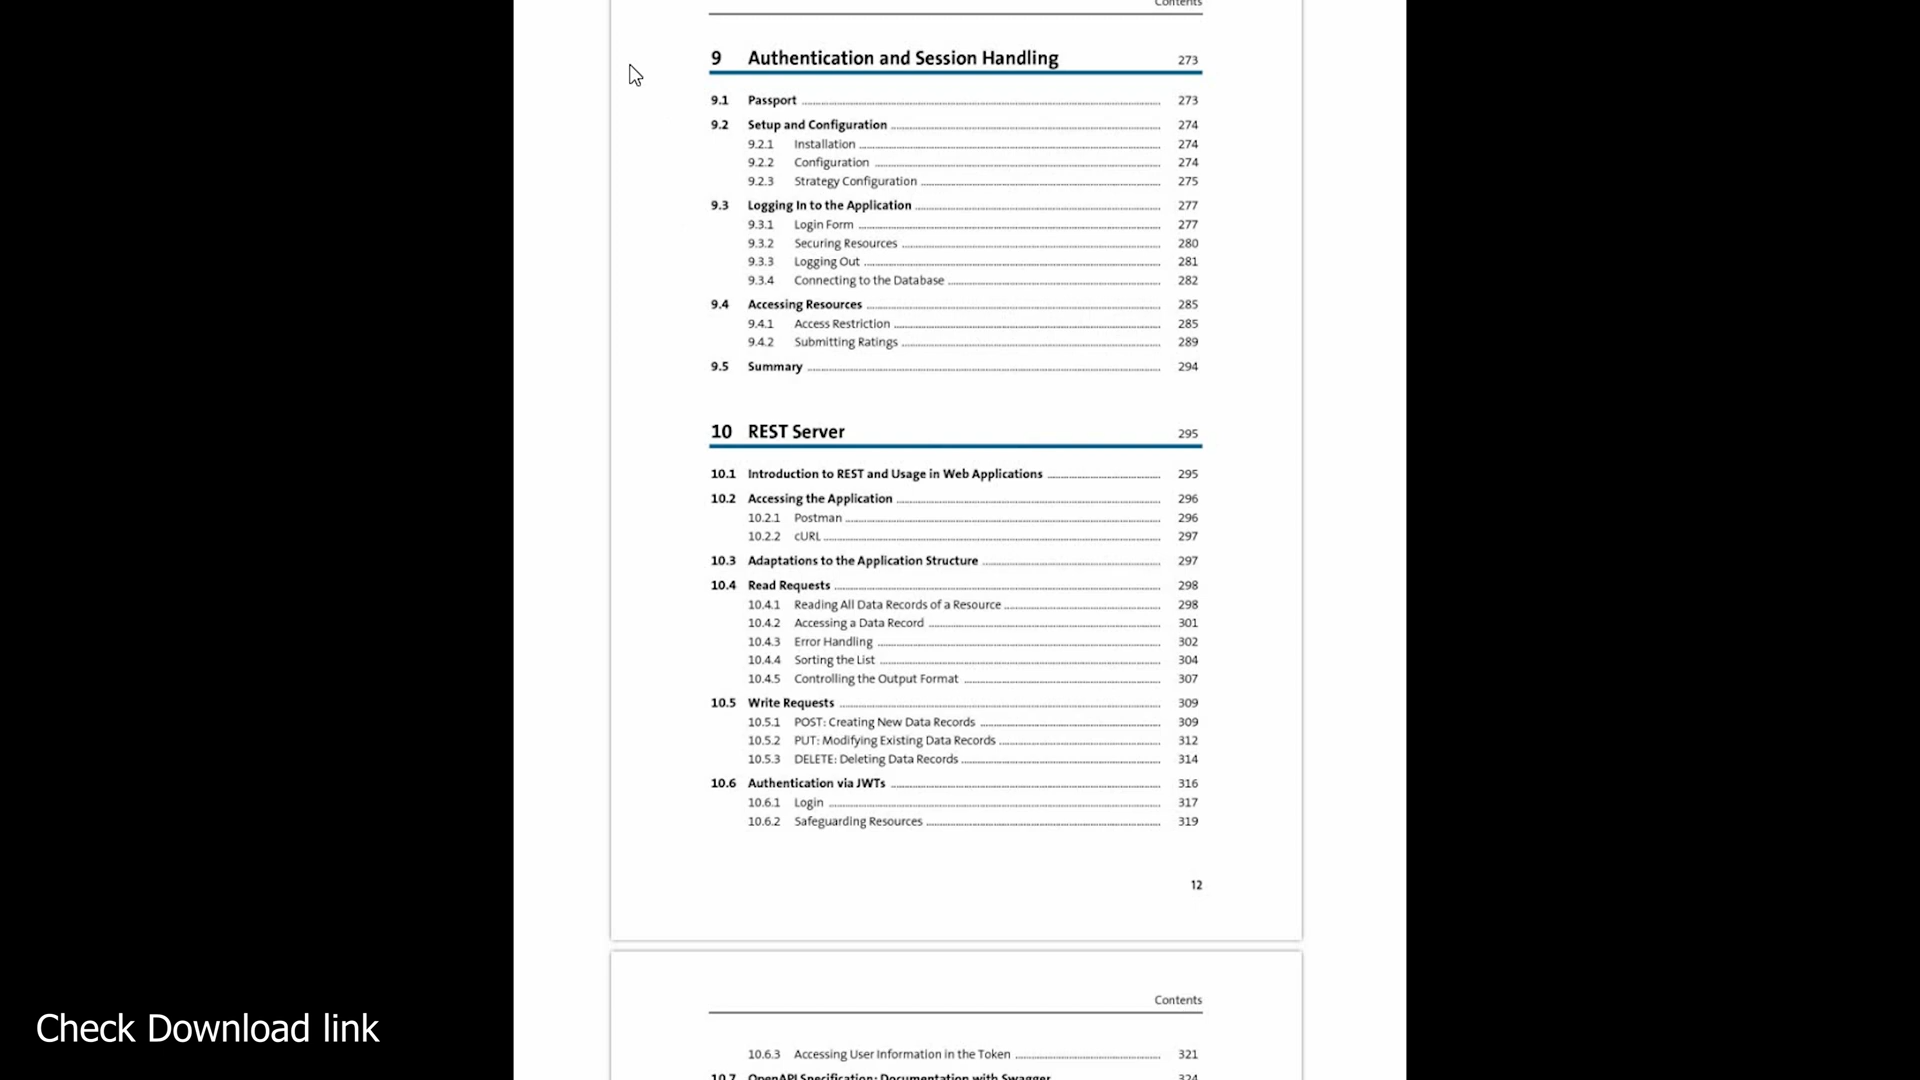 Contents
9 Authentication and Session Handling 273
9.1 Passport 273
9.2 Setup and Configuration 274
9.2.1 Installation 274
9.2.2 Configuration 274
9.2.3 Strategy Configuration 275
9.3 Logging In to the Application 277
9.3.1 Login Form 277
9.3.2 Securing Resources 280
9.3.3 Logging Out 281
9.3.4 Connecting to the Database 282
9.4 Accessing Resources 285
9.4.1 Access Restriction 285
9.4.2 Submitting Ratings 289
9.5 Summary 294
10 REST Server 295
10.1 Introduction to REST and Usage in Web Applications 295
10.2 Accessing the Application 296
10.2.1 Postman 296
10.2.2 cURL 297
10.3 Adaptations to the Application Structure 297
10.4 Read Requests 298
10.4.1 Reading All Data Records of a Resource 298
10.4.2 Accessing a Data Record 301
10.4.3 Error Handling 302
10.4.4 Sorting the List 304
10.4.5 Controlling the Output Format 307
10.5 Write Requests 309
10.5.1 POST: Creating New Data Records 309
10.5.2 PUT: Modifying Existing Data Records 312
10.5.3 DELETE: Deleting Data Records 314
10.6 Authentication via JWTs 316
10.6.1 Login 317
10.6.2 Safeguarding Resources 319
12
Contents
10.6.3 Accessing User Information in the Token 321
10.7 OpenAPI Specification: Documentation with Swagger 324
Check Download link